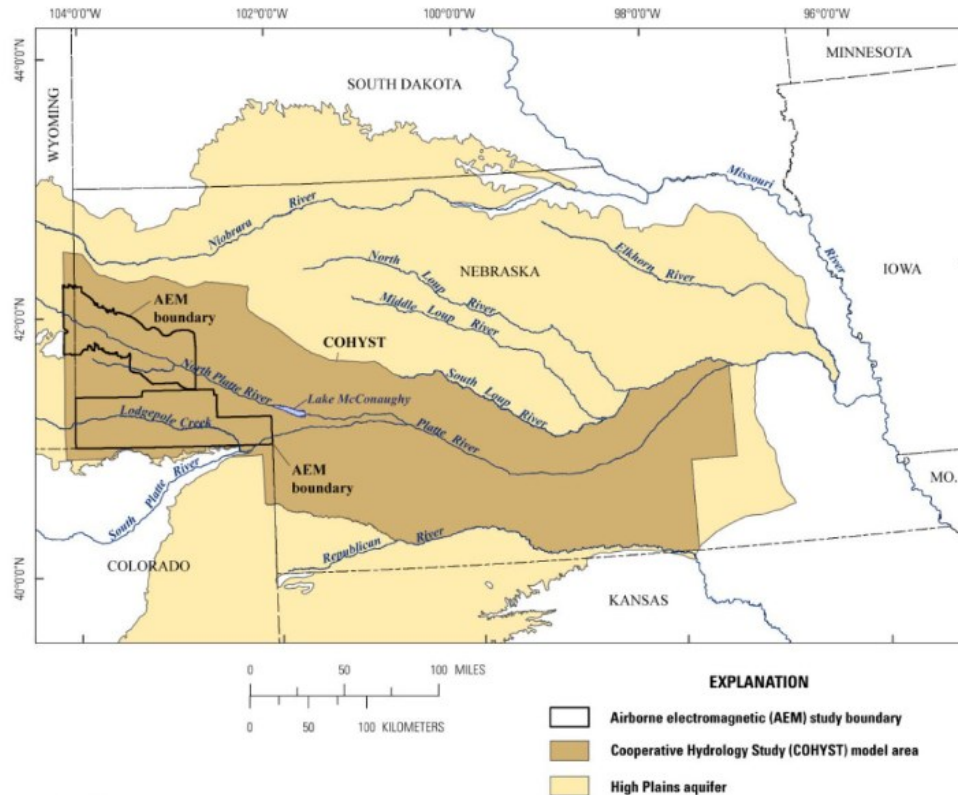 104°0'0"W
102°0'0"W
100°0'0"W
98°0'0"W
96°0'0"W
44°0'0"N
42°0'0"N
40°0'0"N
MINNESOTA
SOUTH DAKOTA
WYOMING
Missouri
River
Niobrara River
IOWA
Elkhorn River
NEBRASKA
North Loup River
Middle Loup River
AEM
boundary
COHYST
South Loup River
North Platte River
Lake McConaughy
Lodgepole Creek
Platte River
AEM
boundary
MO.
South Platte River
Republican River
COLORADO
KANSAS
0 50 100 MILES
0 50 100 KILOMETERS
EXPLANATION
Airborne electromagnetic (AEM) study boundary
Cooperative Hydrology Study (COHYST) model area
High Plains aquifer